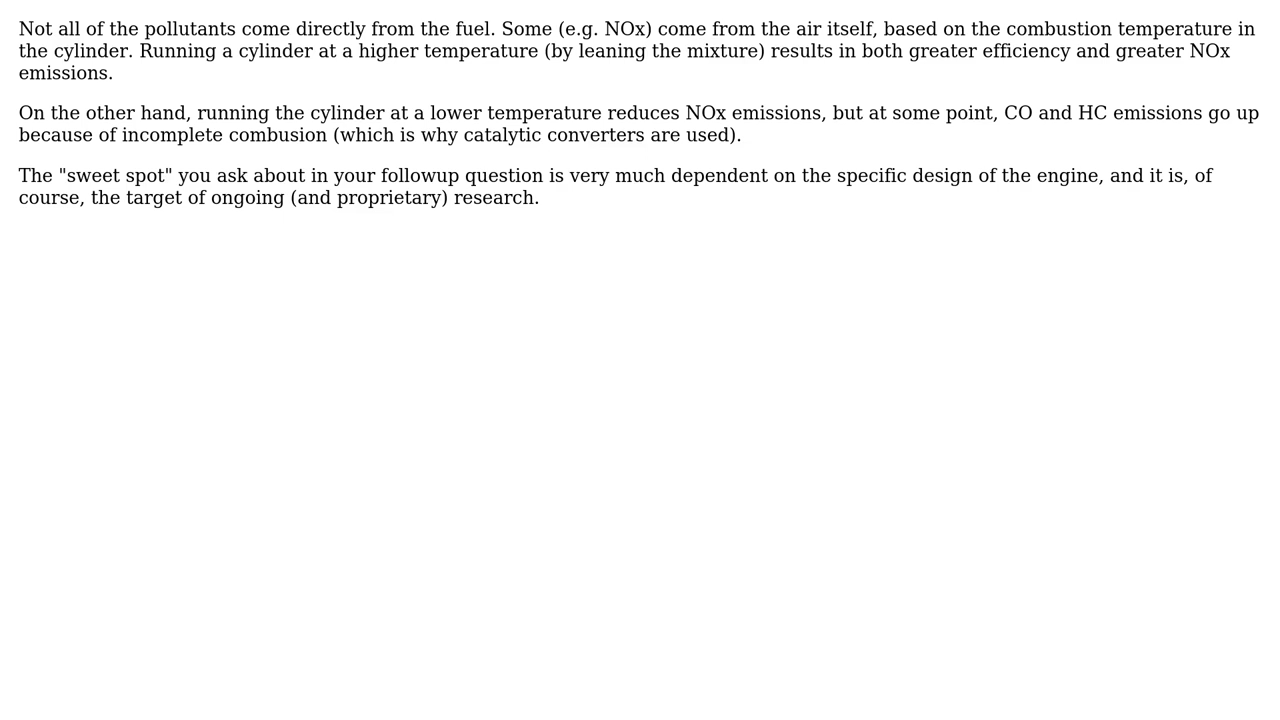 Not all of the pollutants come directly from the fuel. Some (e.g. NOx) come from the air itself, based on the combustion temperature in
the cylinder. Running a cylinder at a higher temperature (by leaning the mixture) results in both greater efficiency and greater NOx
emissions.
On the other hand, running the cylinder at a lower temperature reduces NOx emissions, but at some point, CO and HC emissions go up
because of incomplete combusion (which is why catalytic converters are used).
The "sweet spot" you ask about in your followup question is very much dependent on the specific design of the engine, and it is, of
course, the target of ongoing (and proprietary) research.